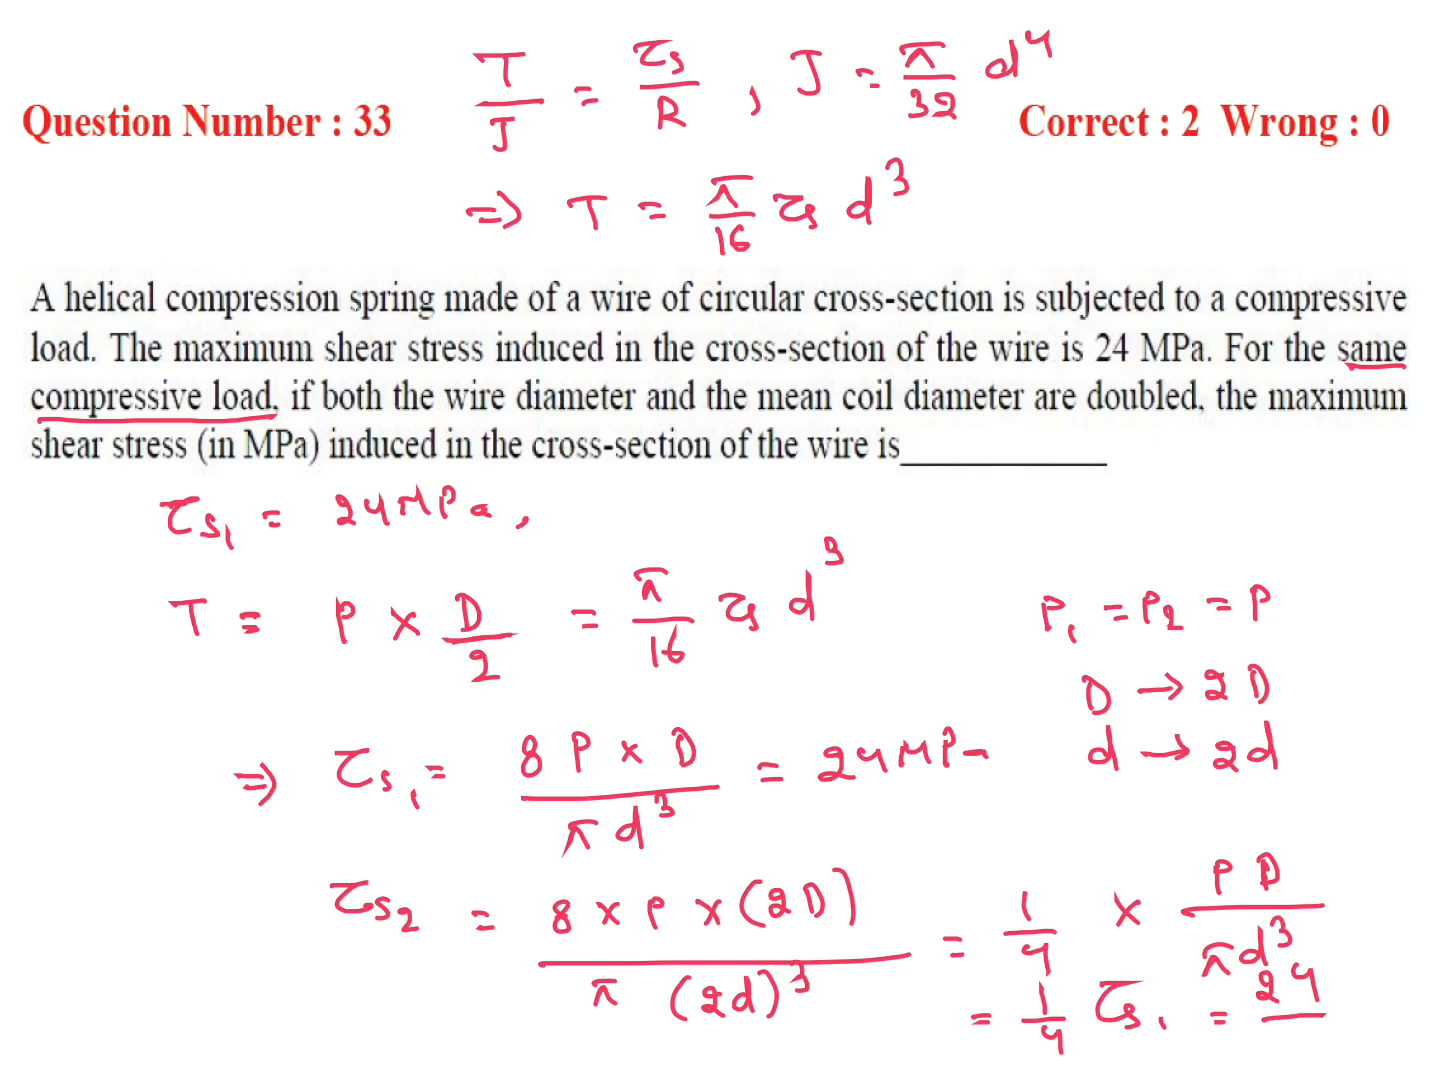 T/J = τs/R , J = π/32 d⁴
Question Number : 33 Correct : 2 Wrong : 0
=> T = π/16 τs d³
A helical compression spring made of a wire of circular cross-section is subjected to a compressive
load. The maximum shear stress induced in the cross-section of the wire is 24 MPa. For the same
compressive load, if both the wire diameter and the mean coil diameter are doubled, the maximum
shear stress (in MPa) induced in the cross-section of the wire is____________
τs₁ = 24MPa,
T = P × D/2 = π/16 τs d³
P₁ = P₂ = P
D → 2D
d → 2d
=> τs₁ = 8P×D / πd³ = 24MPa
τs₂ = 8×P×(2D) / π(2d)³ = 1/4 × PD/πd³
= 1/4 τs₁ = 24/